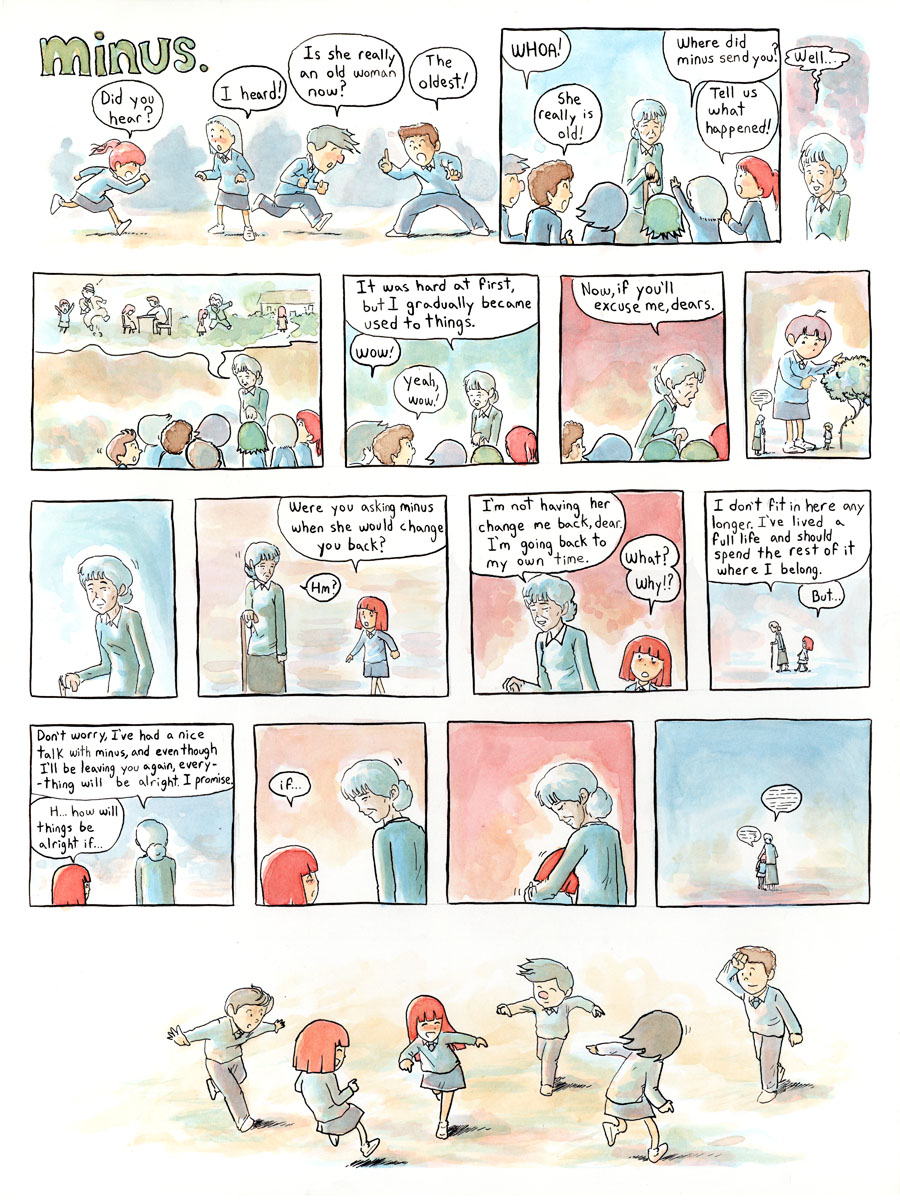 minus.
Did you
hear?
I heard!
Is she really
an old woman
now?
The
oldest!
WHOA!
She
really is
old!
Where did
minus send you?
Tell us
what
happened!
Well...
It was hard at first,
but I gradually became
used to things.
WOW!
yeah,
wow!
Now, if you'll
excuse me, dears.
Were you asking minus
when she would change
you back?
Hm?
I'm not having her
change me back, dear.
I'm going back to
my own time.
What?
Why!?
I don't fit in here any
longer. I've lived a
full life and should
spend the rest of it
where I belong.
But...
Don't worry, I've had a nice
talk with minus, and even though
I'll be leaving you again, every-
-thing will be alright. I promise.
H... how will
things be
alright if...
if...